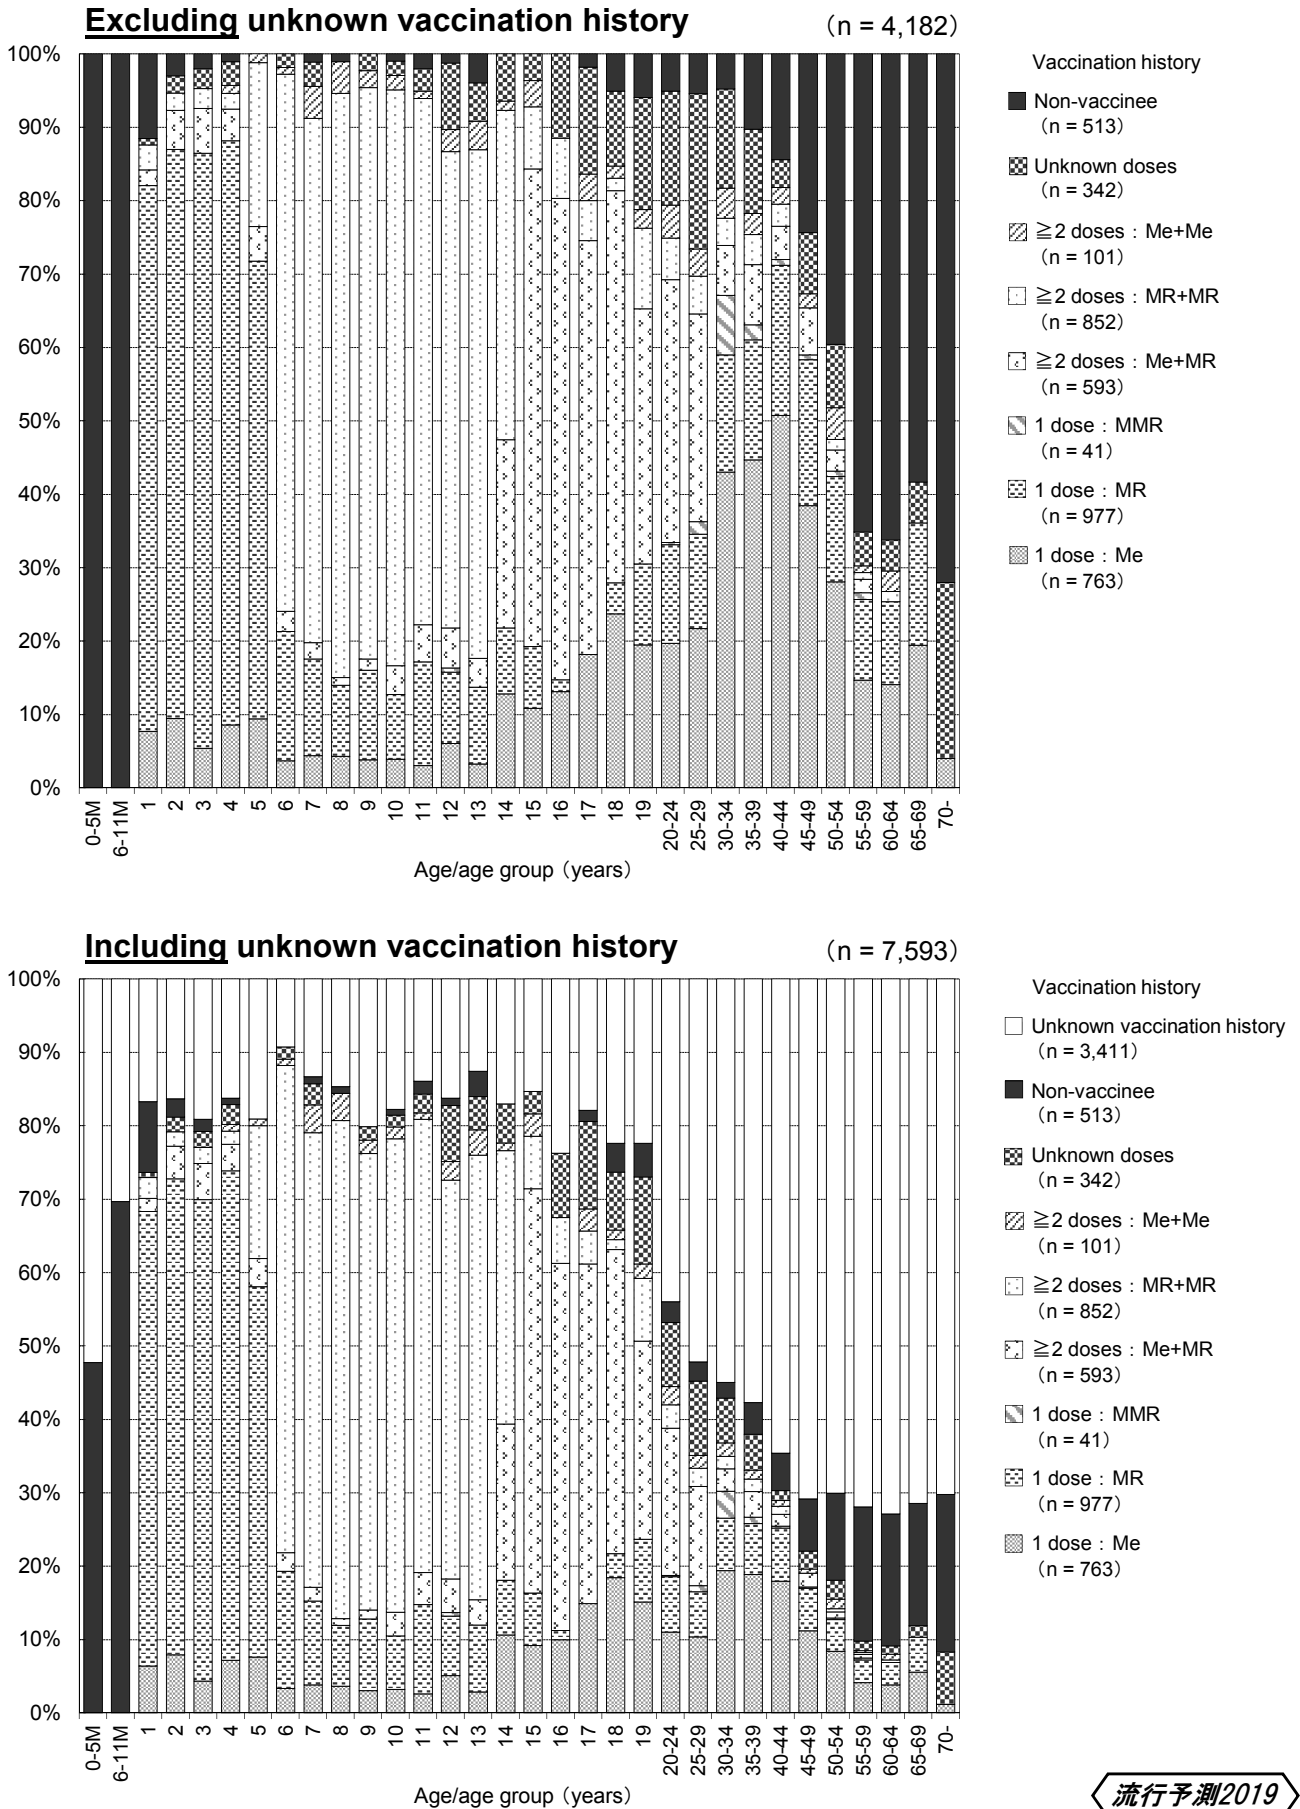 Excluding unknown vaccination history
（n = 4,182）
100%
90%
80%
70%
60%
50%
40%
30%
20%
10%
0%
0-5M
6-11M
1
2
3
4
5
6
7
8
9
10
11
12
13
14
15
16
17
18
19
20-24
25-29
30-34
35-39
40-44
45-49
50-54
55-59
60-64
65-69
70-
Age/age group（years）
Vaccination history
Non-vaccinee
（n = 513）
Unknown doses
（n = 342）
≧2 doses：Me+Me
（n = 101）
≧2 doses：MR+MR
（n = 852）
≧2 doses：Me+MR
（n = 593）
1 dose：MMR
（n = 41）
1 dose：MR
（n = 977）
1 dose：Me
（n = 763）
Including unknown vaccination history
（n = 7,593）
100%
90%
80%
70%
60%
50%
40%
30%
20%
10%
0%
0-5M
6-11M
1
2
3
4
5
6
7
8
9
10
11
12
13
14
15
16
17
18
19
20-24
25-29
30-34
35-39
40-44
45-49
50-54
55-59
60-64
65-69
70-
Age/age group（years）
Vaccination history
Unknown vaccination history
（n = 3,411）
Non-vaccinee
（n = 513）
Unknown doses
（n = 342）
≧2 doses：Me+Me
（n = 101）
≧2 doses：MR+MR
（n = 852）
≧2 doses：Me+MR
（n = 593）
1 dose：MMR
（n = 41）
1 dose：MR
（n = 977）
1 dose：Me
（n = 763）
流行予測2019